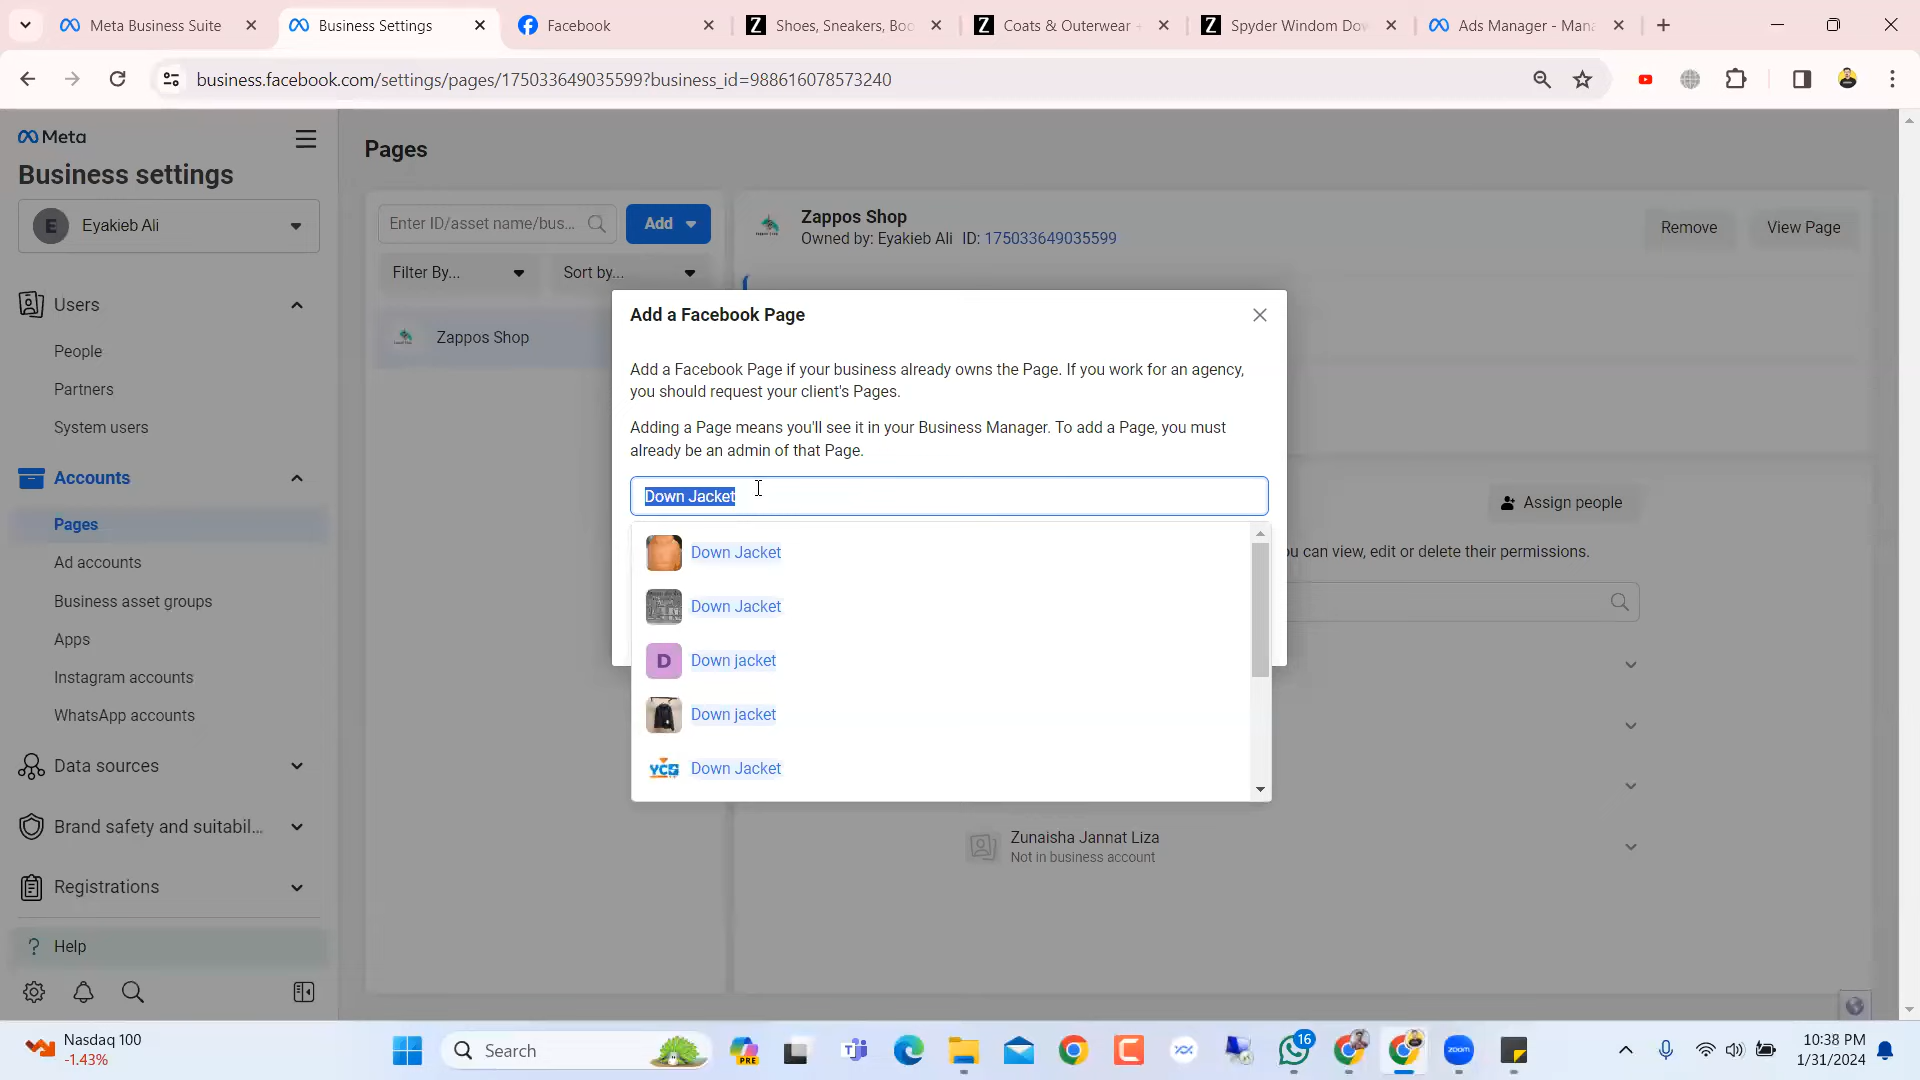 Meta Business Suite
Business Settings
Facebook
Shoes, Sneakers, Boo
Coats & Outerwear
Spyder Windom Dow
Ads Manager - Mana
business.facebook.com/settings/pages/175033649035599?business_id=988616078573240
Meta
Business settings
E
Eyakieb Ali
Users
People
Partners
System users
Accounts
Pages
Ad accounts
Business asset groups
Apps
Instagram accounts
WhatsApp accounts
Data sources
Brand safety and suitabil...
Registrations
? Help
Pages
Enter ID/asset name/bus...
Add
Filter By...
Sort by...
Zappos Shop
Zappos Shop
Owned by: Eyakieb Ali ID: 175033649035599
Remove
View Page
Add a Facebook Page
Add a Facebook Page if your business already owns the Page. If you work for an agency,
you should request your client's Pages.
Adding a Page means you'll see it in your Business Manager. To add a Page, you must
already be an admin of that Page.
Down Jacket
Down Jacket
Down Jacket
D
Down jacket
Down jacket
YCS
Down Jacket
Assign people
u can view, edit or delete their permissions.
Zunaisha Jannat Liza
Not in business account
Nasdaq 100
-1.43%
Search
PRE
16
zoom
10:38 PM
1/31/2024